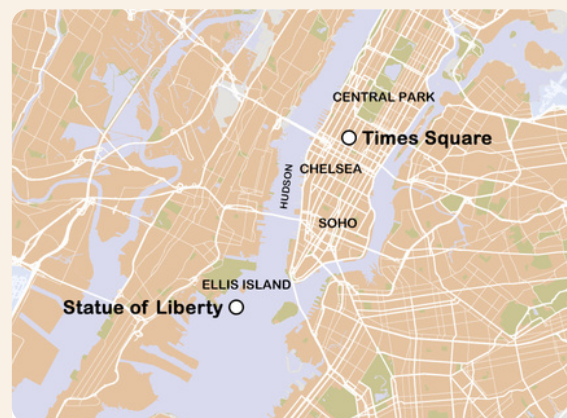 CENTRAL PARK
Times Square
CHELSEA
HUDSON
SOHO
ELLIS ISLAND
Statue of Liberty